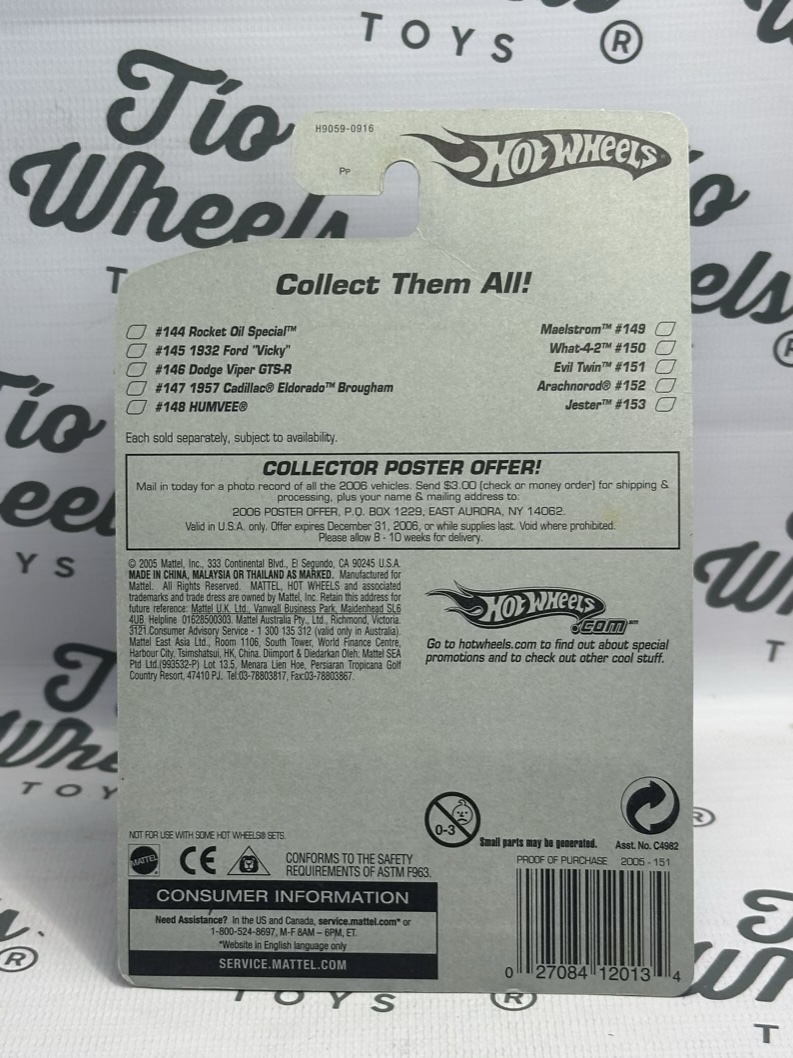 TOYS ®
Tío
Wheels
H9059-0916
Pp
HOT WHEELS
Collect Them All!
#144 Rocket Oil Special™
#145 1932 Ford "Vicky"
#146 Dodge Viper GTS-R
#147 1957 Cadillac® Eldorado™ Brougham
#148 HUMVEE®
Maelstrom™ #149
What-4-2™ #150
Evil Twin™ #151
Arachnorod® #152
Jester™ #153
Each sold separately, subject to availability.
COLLECTOR POSTER OFFER!
Mail in today for a photo record of all the 2006 vehicles. Send $3.00 (check or money order) for shipping &
processing, plus your name & mailing address to:
2006 POSTER OFFER, P.O. BOX 1229, EAST AURORA, NY 14062.
Valid in U.S.A. only. Offer expires December 31, 2006, or while supplies last. Void where prohibited.
Please allow 8 - 10 weeks for delivery.
© 2005 Mattel, Inc., 333 Continental Blvd., El Segundo, CA 90245 U.S.A.
MADE IN CHINA, MALAYSIA OR THAILAND AS MARKED. Manufactured for
Mattel. All Rights Reserved. MATTEL, HOT WHEELS and associated
trademarks and trade dress are owned by Mattel, Inc. Retain this address for
future reference: Mattel U.K. Ltd., Vanwall Business Park, Maidenhead SL6
4UB. Helpline 01628500303. Mattel Australia Pty., Ltd., Richmond, Victoria.
3121.Consumer Advisory Service - 1 300 135 312 (valid only in Australia).
Mattel East Asia Ltd., Room 1106, South Tower, World Finance Centre,
Harbour City, Tsimshatsui, HK, China. Diimport & Diedarkan Oleh: Mattel SEA
Ptd Ltd.(993532-P) Lot 13.5, Menara Lien Hoe, Persiaran Tropicana Golf
Country Resort, 47410 PJ. Tel:03-78803817, Fax:03-78803867.
HOT WHEELS
.COM℠
Go to hotwheels.com to find out about special
promotions and to check out other cool stuff.
NOT FOR USE WITH SOME HOT WHEELS® SETS.
0-3
Small parts may be generated.
Asst. No. C4982
MATTEL
CE
CONFORMS TO THE SAFETY
REQUIREMENTS OF ASTM F963.
PROOF OF PURCHASE 2005 - 151
CONSUMER INFORMATION
Need Assistance? In the US and Canada, service.mattel.com* or
1-800-524-8697, M-F 8AM – 6PM, ET.
*Website in English language only
SERVICE.MATTEL.COM
0 27084 12013 4
TOYS ®